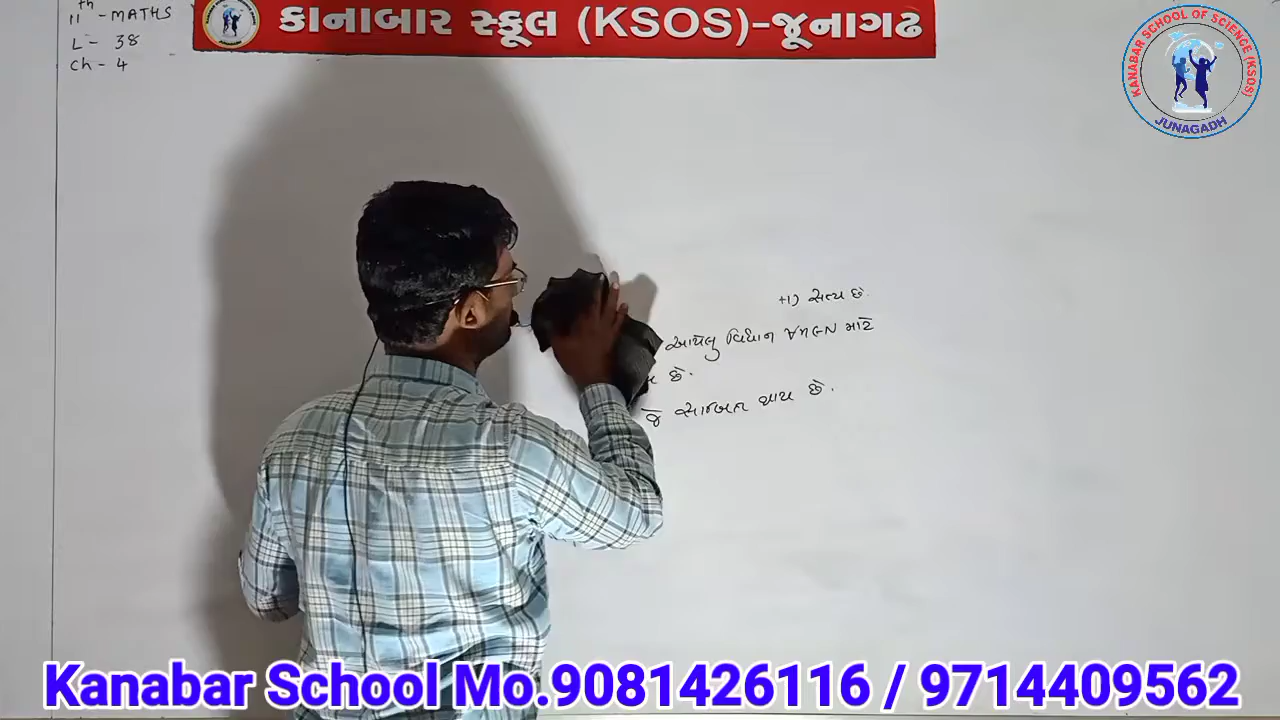 11th - MATHS
L - 38
Ch - 4
કાનાબાર સ્કૂલ (KSOS)-જૂનાગઢ
KANABAR SCHOOL OF SCIENCE (KSOS)
JUNAGADH
+1) સત્ય છે.
આપેલુ વિધાન ∀n∈N માટે
છે.
જે સાબિત થાય છે.
Kanabar School Mo.9081426116 / 9714409562